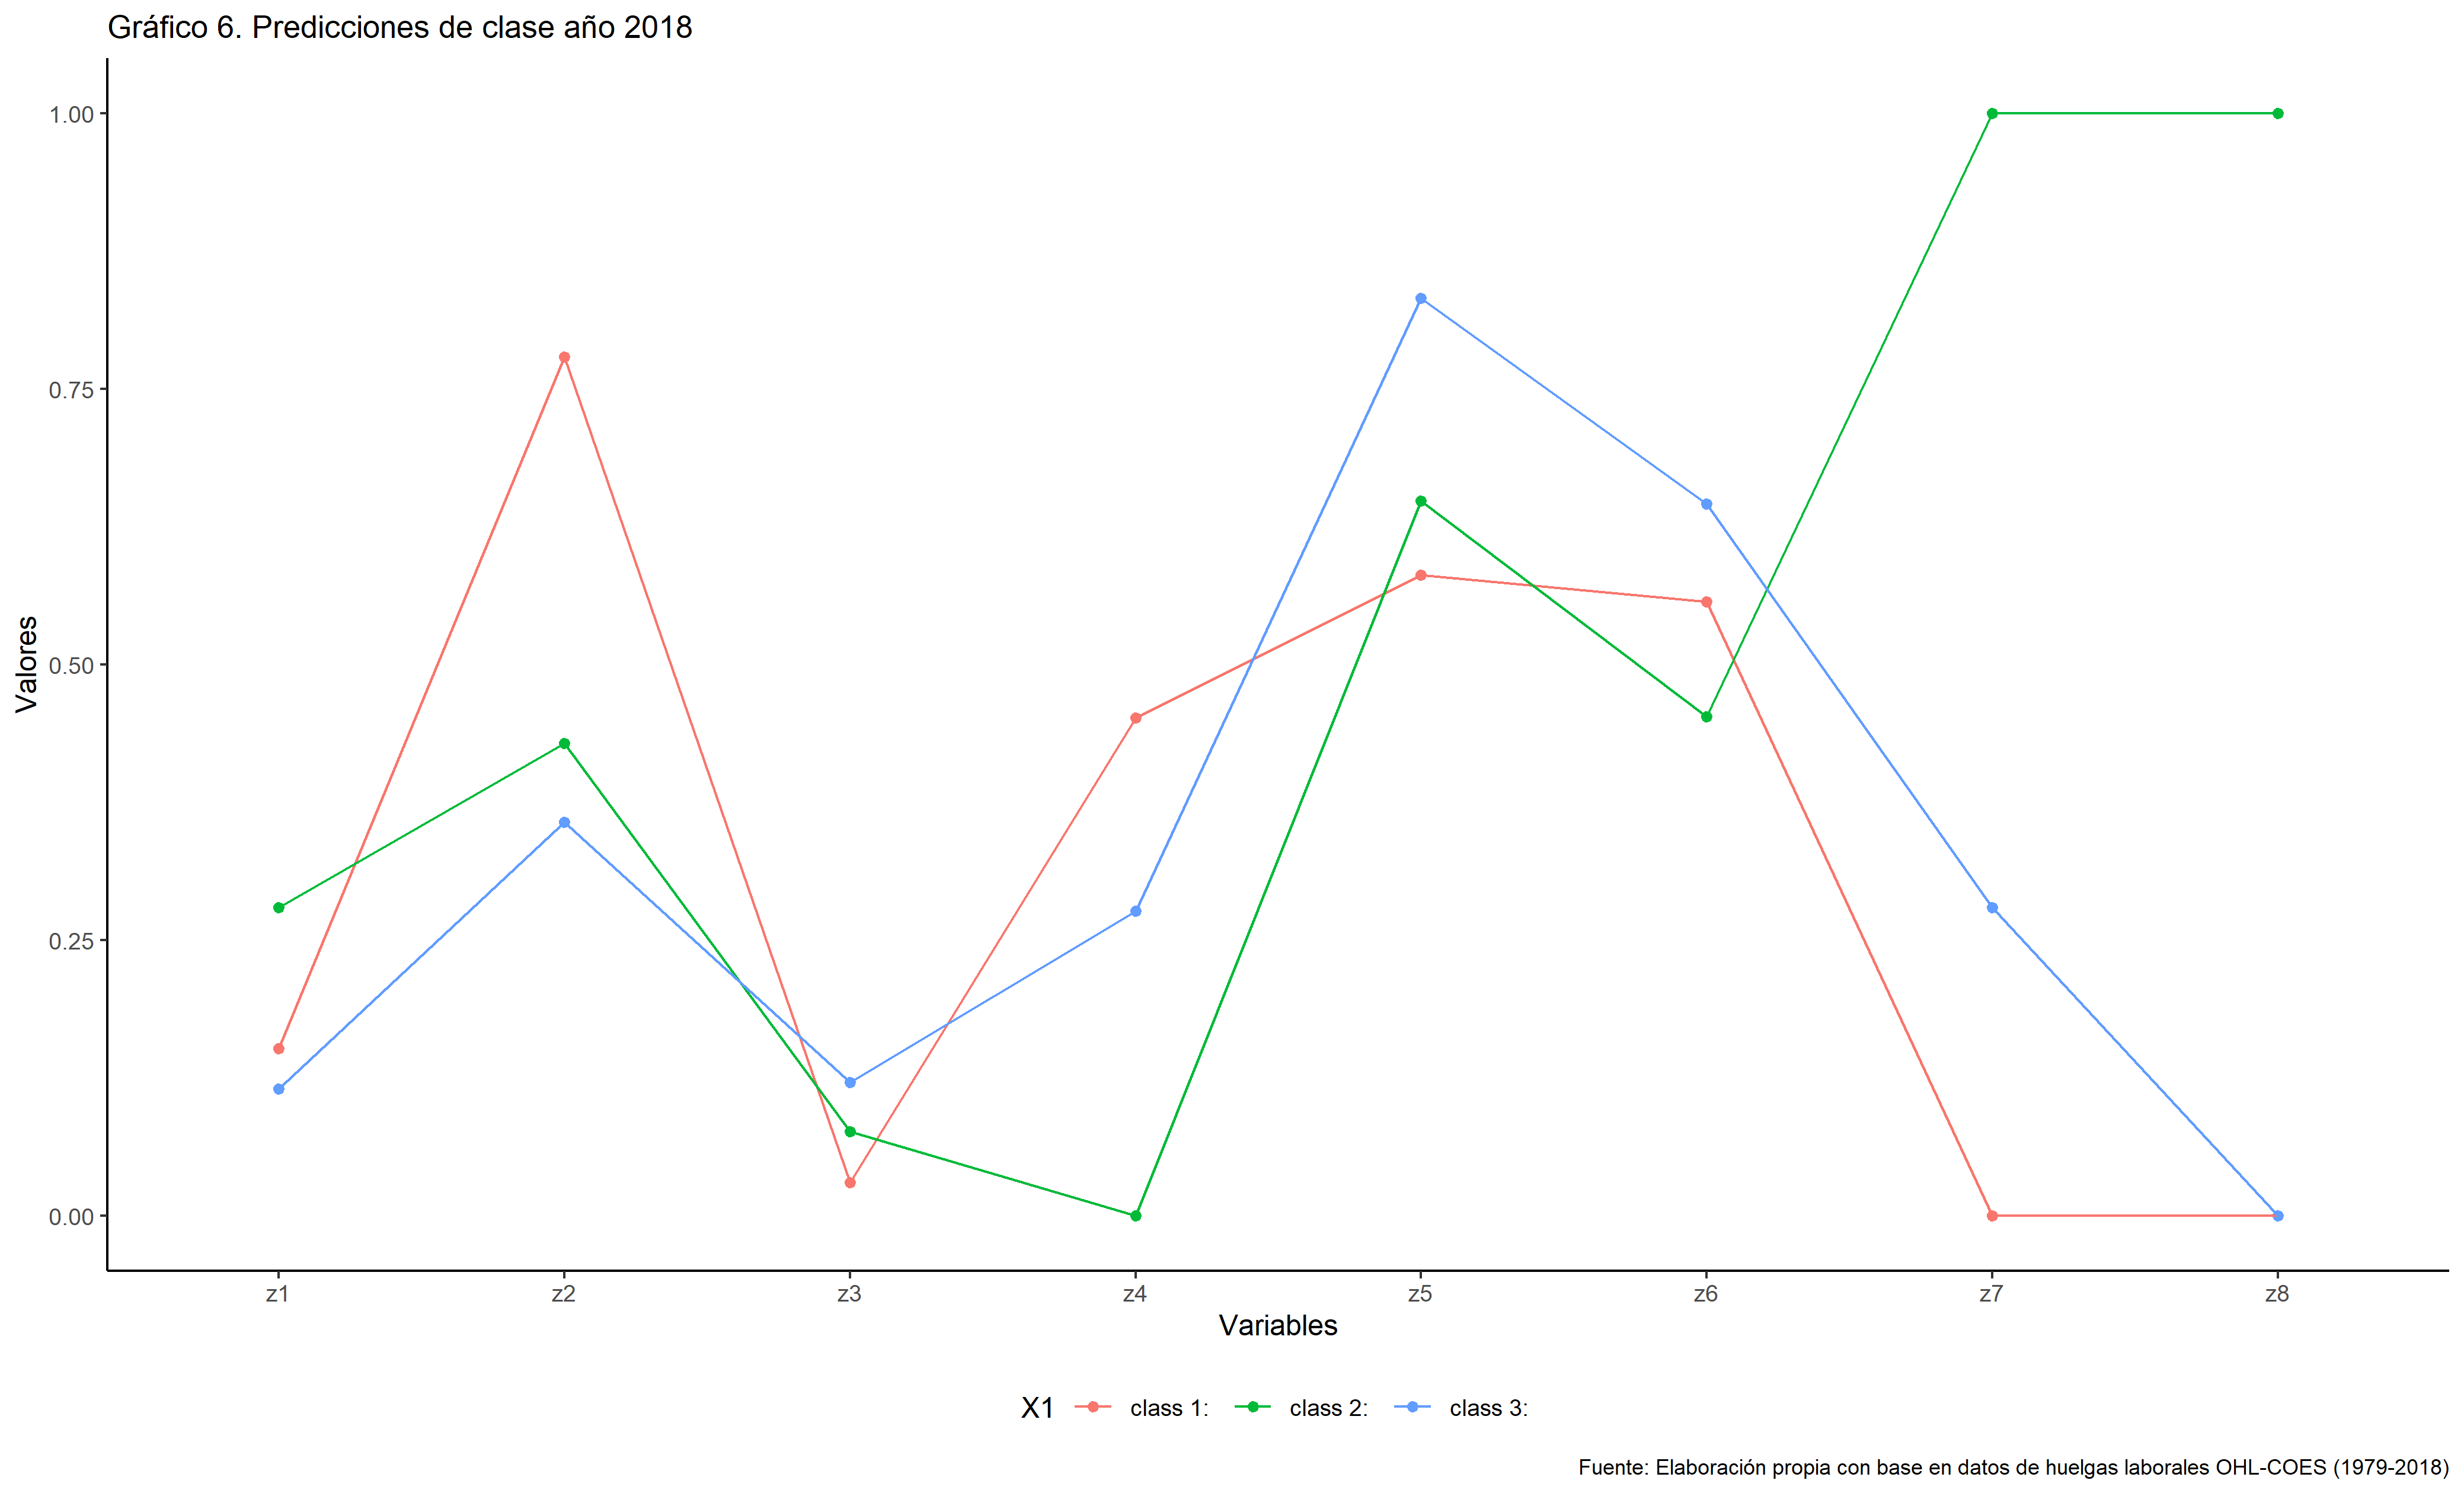 Gráfico 6. Predicciones de clase año 2018
Valores
1.00
0.75
0.50
0.25
0.00
z1 z2 z3 z4 z5 z6 z7 z8
Variables
X1 class 1: class 2: class 3:
Fuente: Elaboración propia con base en datos de huelgas laborales OHL-COES (1979-2018)